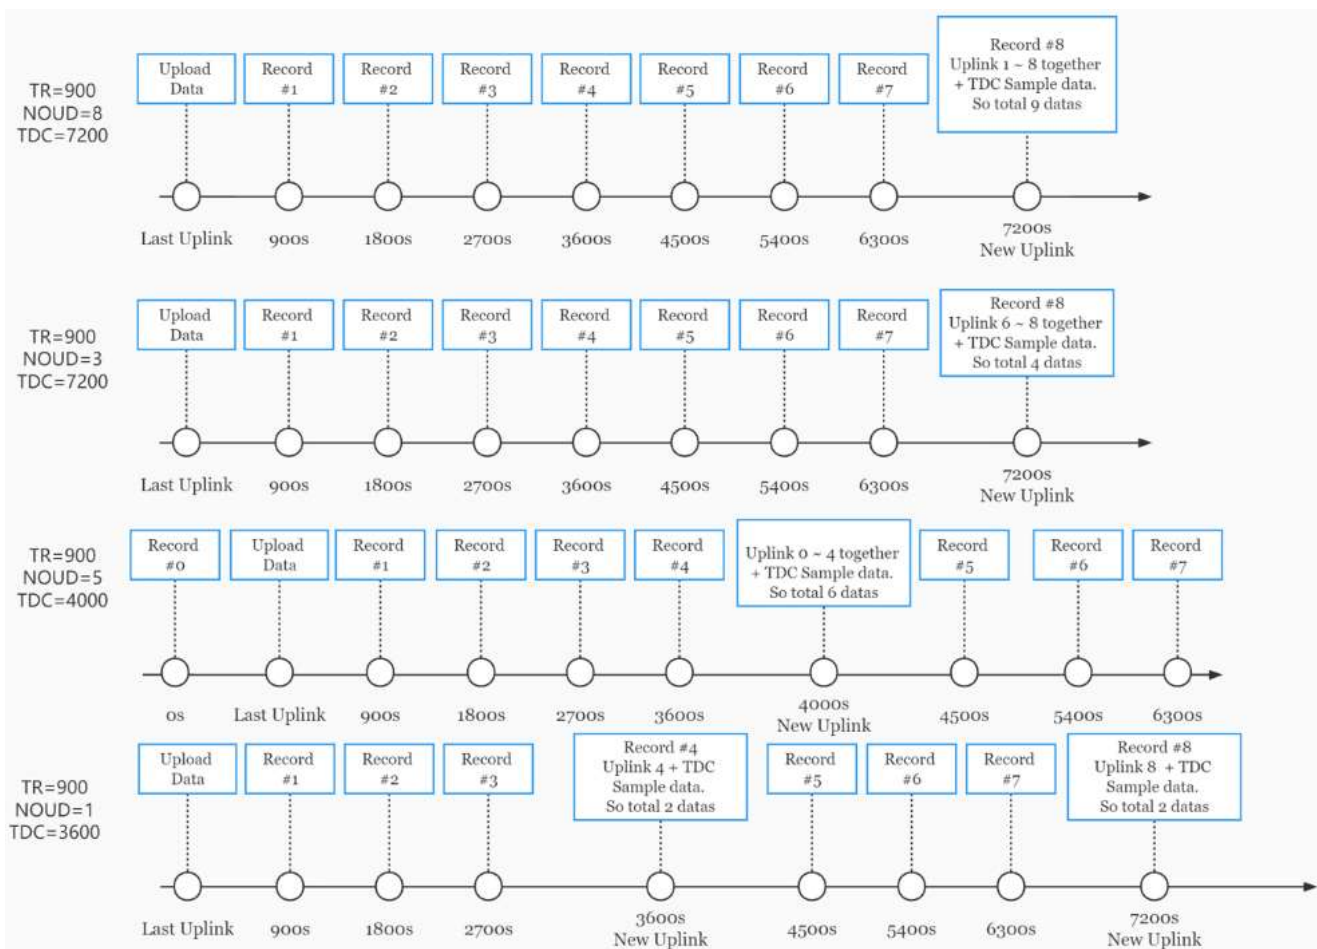 TR=900
NOUD=8
TDC=7200
Upload
Data
Record
#1
Record
#2
Record
#3
Record
#4
Record
#5
Record
#6
Record
#7
Record #8
Uplink 1 ~ 8 together
+ TDC Sample data.
So total 9 datas
Last Uplink
900s
1800s
2700s
3600s
4500s
5400s
6300s
7200s
New Uplink
TR=900
NOUD=3
TDC=7200
Upload
Data
Record
#1
Record
#2
Record
#3
Record
#4
Record
#5
Record
#6
Record
#7
Record #8
Uplink 6 ~ 8 together
+ TDC Sample data.
So total 4 datas
Last Uplink
900s
1800s
2700s
3600s
4500s
5400s
6300s
7200s
New Uplink
TR=900
NOUD=5
TDC=4000
Record
#0
Upload
Data
Record
#1
Record
#2
Record
#3
Record
#4
Uplink 0 ~ 4 together
+ TDC Sample data.
So total 6 datas
Record
#5
Record
#6
Record
#7
0s
Last Uplink
900s
1800s
2700s
3600s
4000s
New Uplink
4500s
5400s
6300s
TR=900
NOUD=1
TDC=3600
Upload
Data
Record
#1
Record
#2
Record
#3
Record #4
Uplink 4 + TDC
Sample data.
So total 2 datas
Record
#5
Record
#6
Record
#7
Record #8
Uplink 8 + TDC
Sample data.
So total 2 datas
Last Uplink
900s
1800s
2700s
3600s
New Uplink
4500s
5400s
6300s
7200s
New Uplink